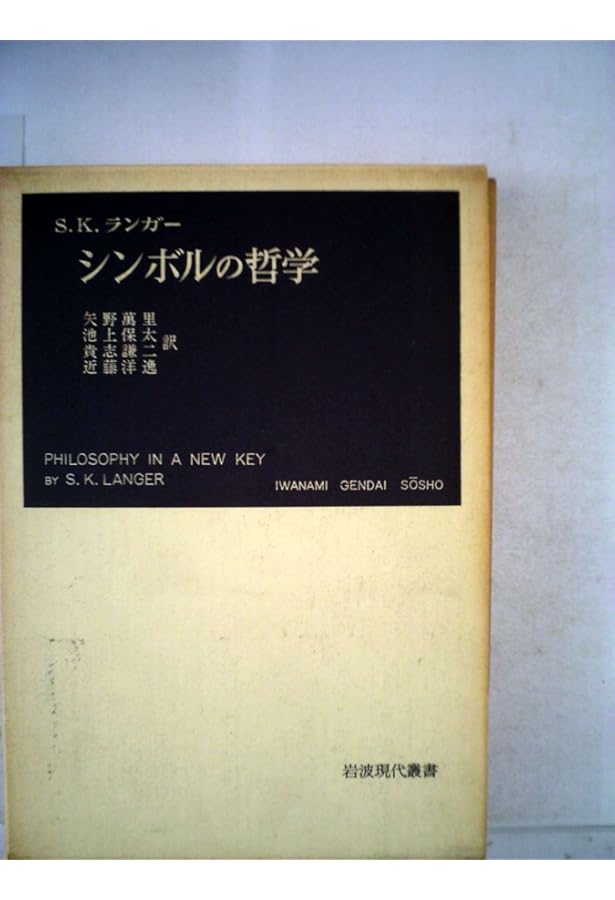 S.K.ランガー
シンボルの哲学
矢野萬里
池上保太
貴志謙二
近藤洋逸
訳
PHILOSOPHY IN A NEW KEY
BY S. K. LANGER
IWANAMI GENDAI SŌSHO
岩波現代叢書